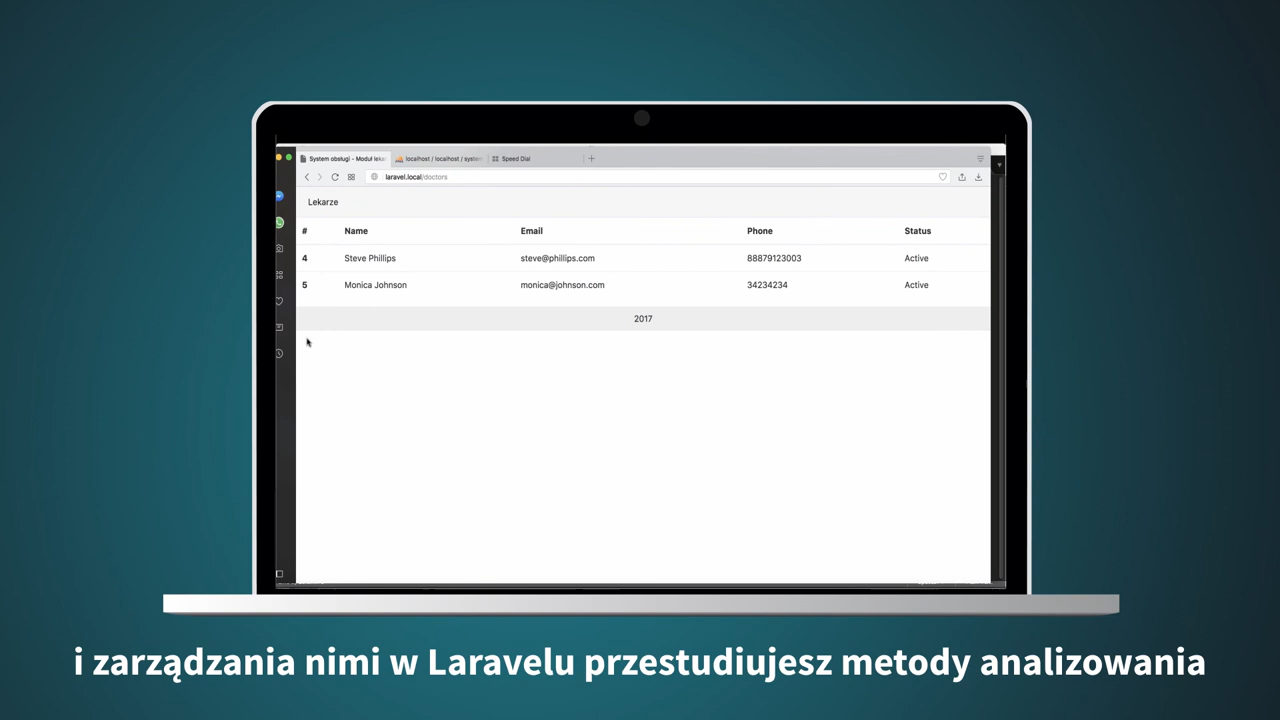 System obsługi - Moduł leka
localhost / localhost / system
Speed Dial
laravel.local/doctors
Lekarze
# Name Email Phone Status
4 Steve Phillips steve@phillips.com 88879123003 Active
5 Monica Johnson monica@johnson.com 34234234 Active
2017
i zarządzania nimi w Laravelu przestudiujesz metody analizowania